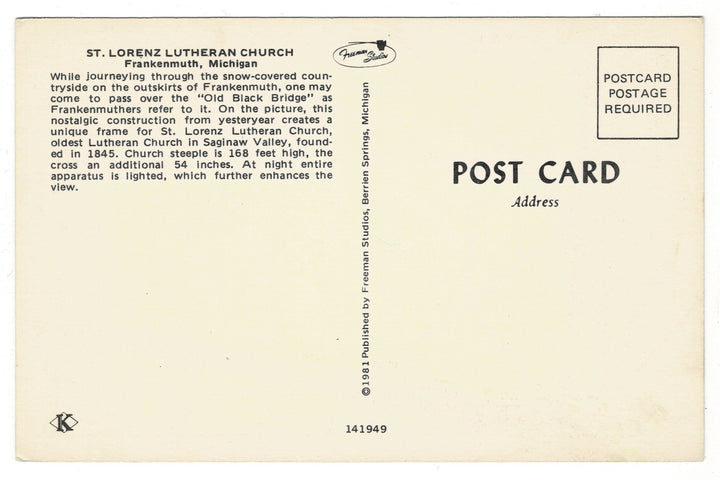 ST. LORENZ LUTHERAN CHURCH
Frankenmuth, Michigan
While journeying through the snow-covered coun-
tryside on the outskirts of Frankenmuth, one may
come to pass over the "Old Black Bridge" as
Frankenmuthers refer to it. On the picture, this
nostalgic construction from yesteryear creates a
unique frame for St. Lorenz Lutheran Church,
oldest Lutheran Church in Saginaw Valley, found-
ed in 1845. Church steeple is 168 feet high, the
cross an additional 54 inches. At night entire
apparatus is lighted, which further enhances the
view.
K
Freeman
Studios
©1981 Published by Freeman Studios, Berrien Springs, Michigan
141949
POSTCARD
POSTAGE
REQUIRED
POST CARD
Address